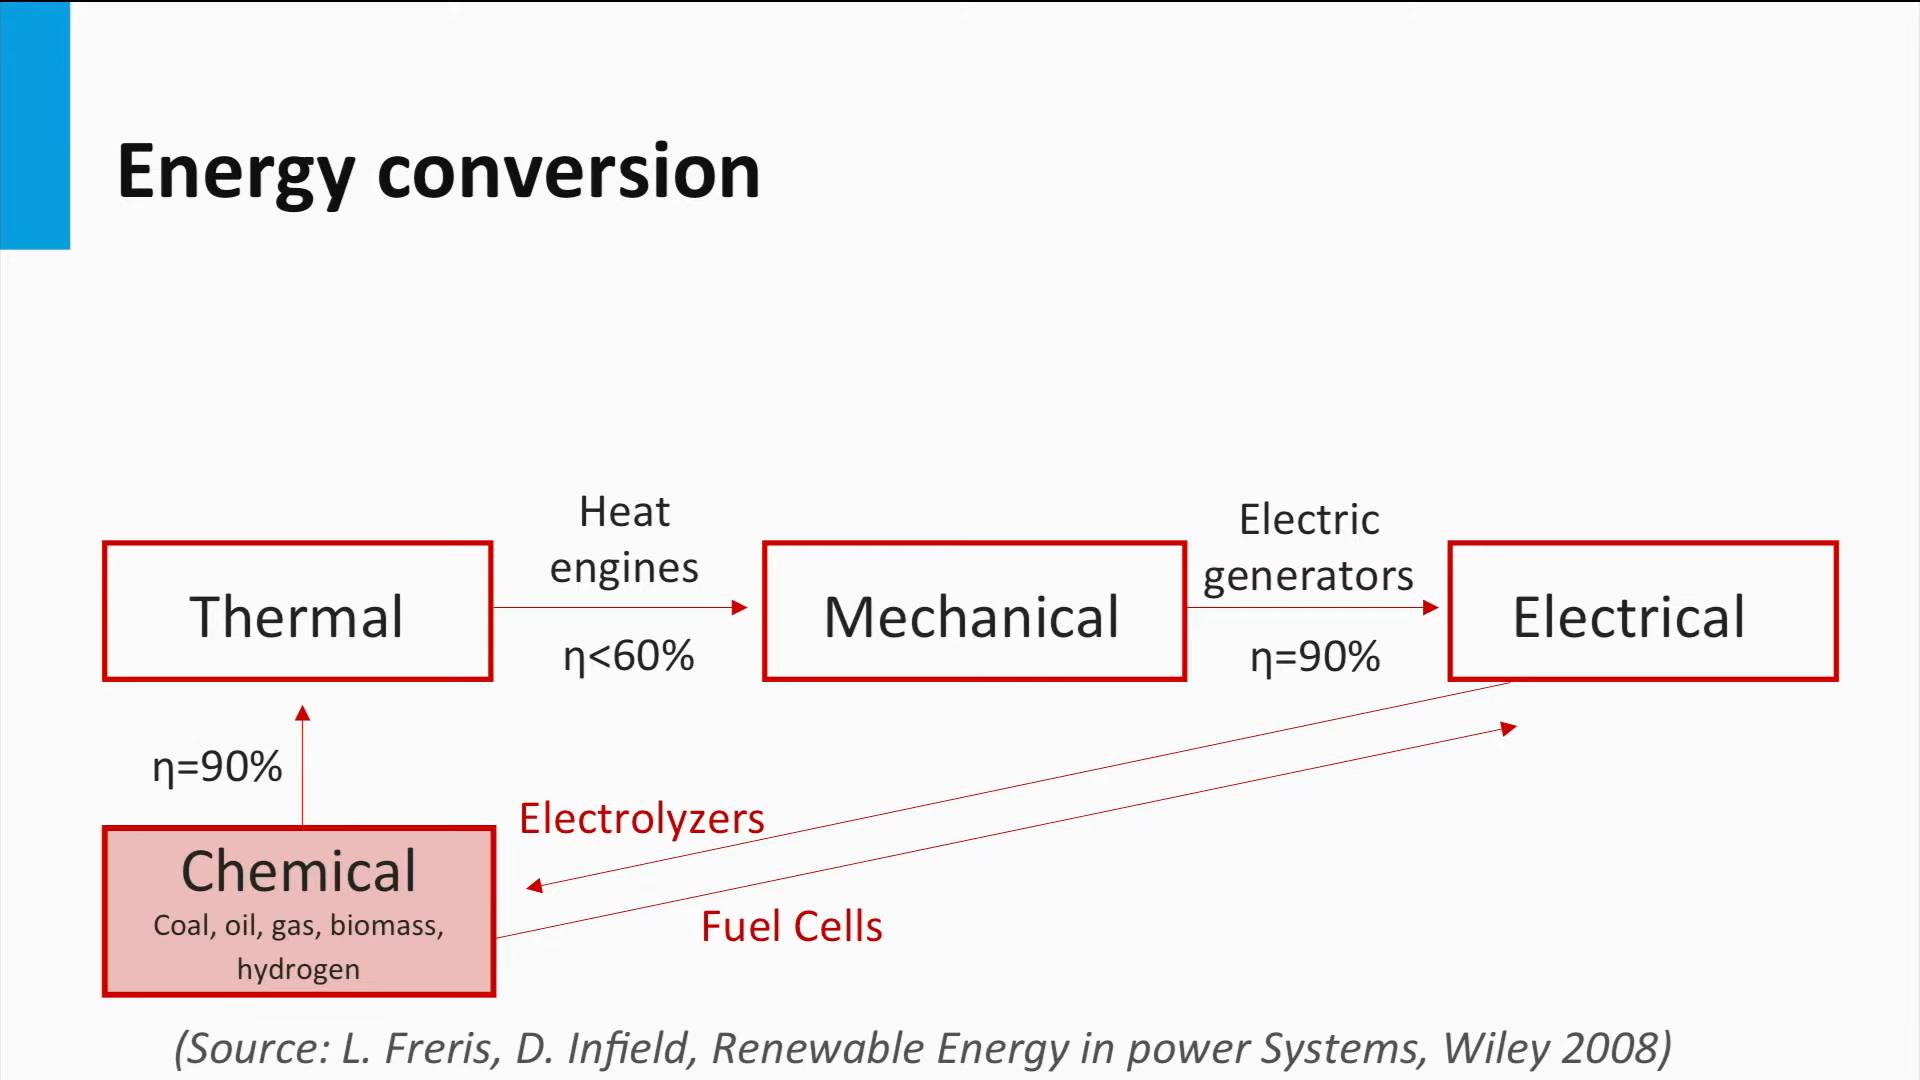 Energy conversion
Heat
engines
Electric
generators
Thermal
Mechanical
Electrical
η<60%
η=90%
η=90%
Electrolyzers
Chemical
Coal, oil, gas, biomass,
hydrogen
Fuel Cells
(Source: L. Freris, D. Infield, Renewable Energy in power Systems, Wiley 2008)